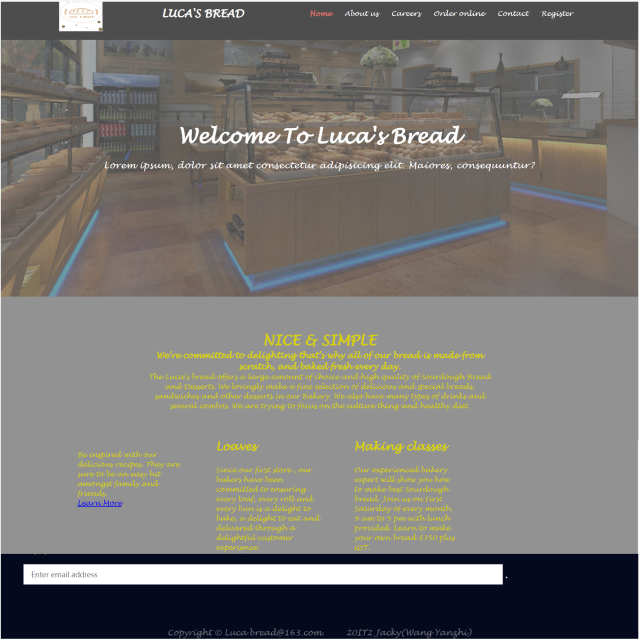 LUCA'S BREAD
LUCA'S BREAD
Home About us Careers Order online Contact Register
Welcome To Luca's Bread
Lorem ipsum, dolor sit amet consectetur adipisicing elit. Maiores, consequuntur?
NICE & SIMPLE
We're committed to delighting that's why all of our bread is made from
scratch, and baked fresh every day.
The Luca's bread offers a large amount of choice and high quality of Sourdough Bread
and Desserts. We lovingly make a fine selection of delicious and special breads,
sandwiches and other desserts in our Bakery. We also have many types of drinks and
several combos. We are trying to focus on the culture thing and healthy diet.
Be inspired with our
delicious recipes. They are
sure to be an easy hit
amongst family and
friends.
Learn More
Loaves
Since our first store , our
bakers have been
committed to ensuring
every loaf, every roll and
every bun is a delight to
bake, a delight to eat and
delivered through a
delightful customer
experience.
Making classes
Our experienced bakery
expert will show you how
to make best Sourdough
bread. Join us on First
Saturday of every month.
9 am to 3 pm with lunch
provided. Learn to make
your own bread $350 plus
GST.
Enter email address
Copyright © Luca bread@163.com. 20IT2 Jacky(Wang Yanzhi)